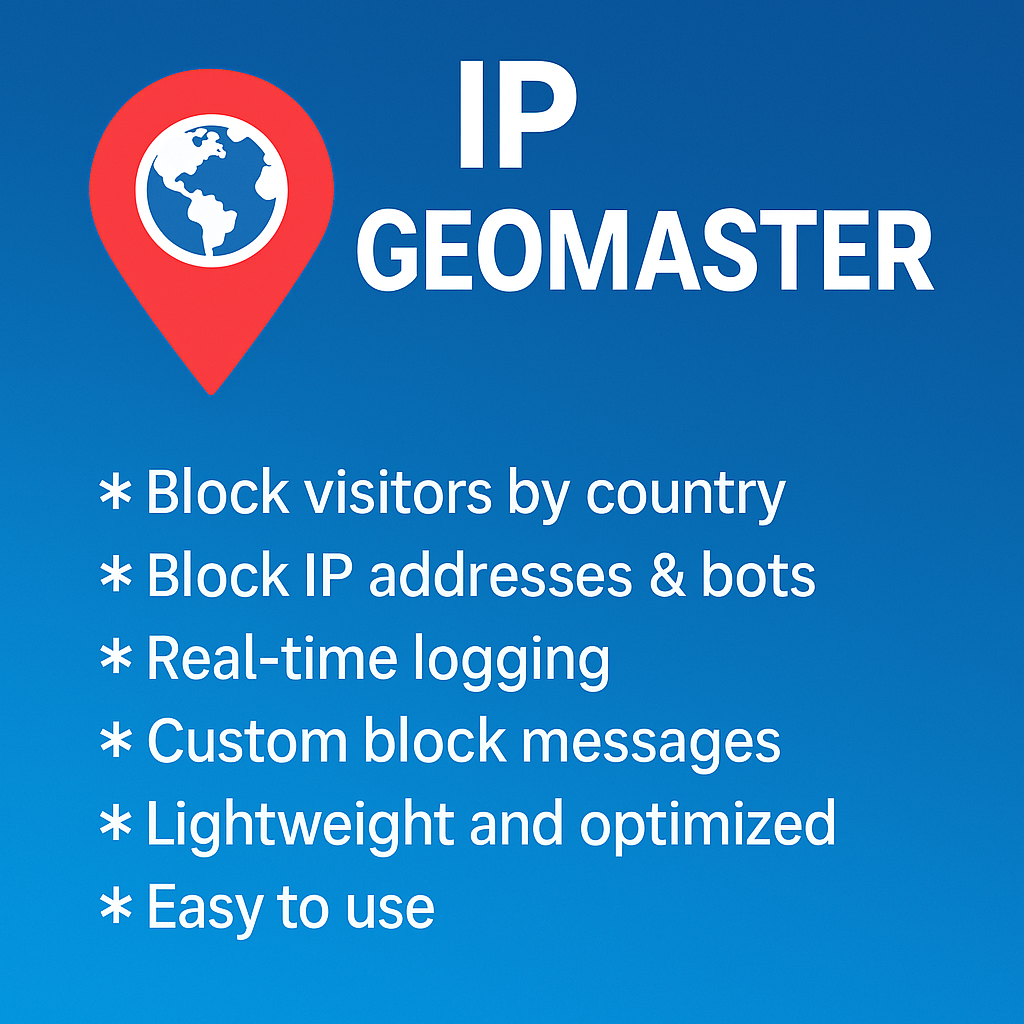 IP
GEOMASTER
* Block visitors by country
* Block IP addresses & bots
* Real-time logging
* Custom block messages
* Lightweight and optimized
* Easy to use